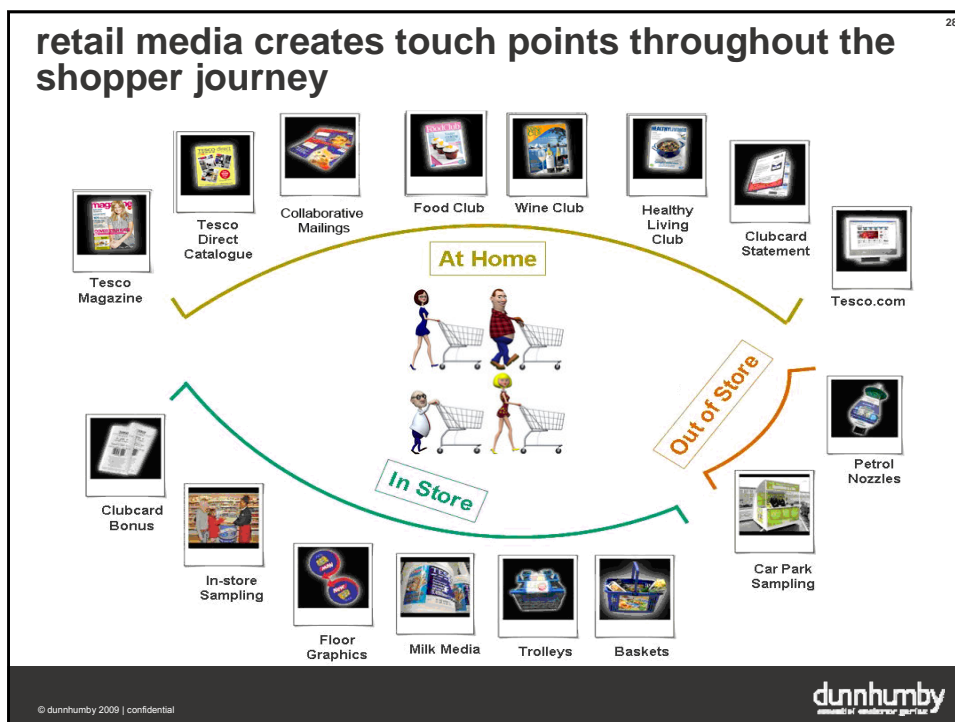 28
retail media creates touch points throughout the
shopper journey
Tesco
Magazine
Tesco
Direct
Catalogue
Collaborative
Mailings
Food Club
Wine Club
Healthy
Living
Club
Clubcard
Statement
Tesco.com
At Home
Out of Store
In Store
Petrol
Nozzles
Car Park
Sampling
Clubcard
Bonus
In-store
Sampling
Floor
Graphics
Milk Media
Trolleys
Baskets
© dunnhumby 2009 | confidential
dunnhumby